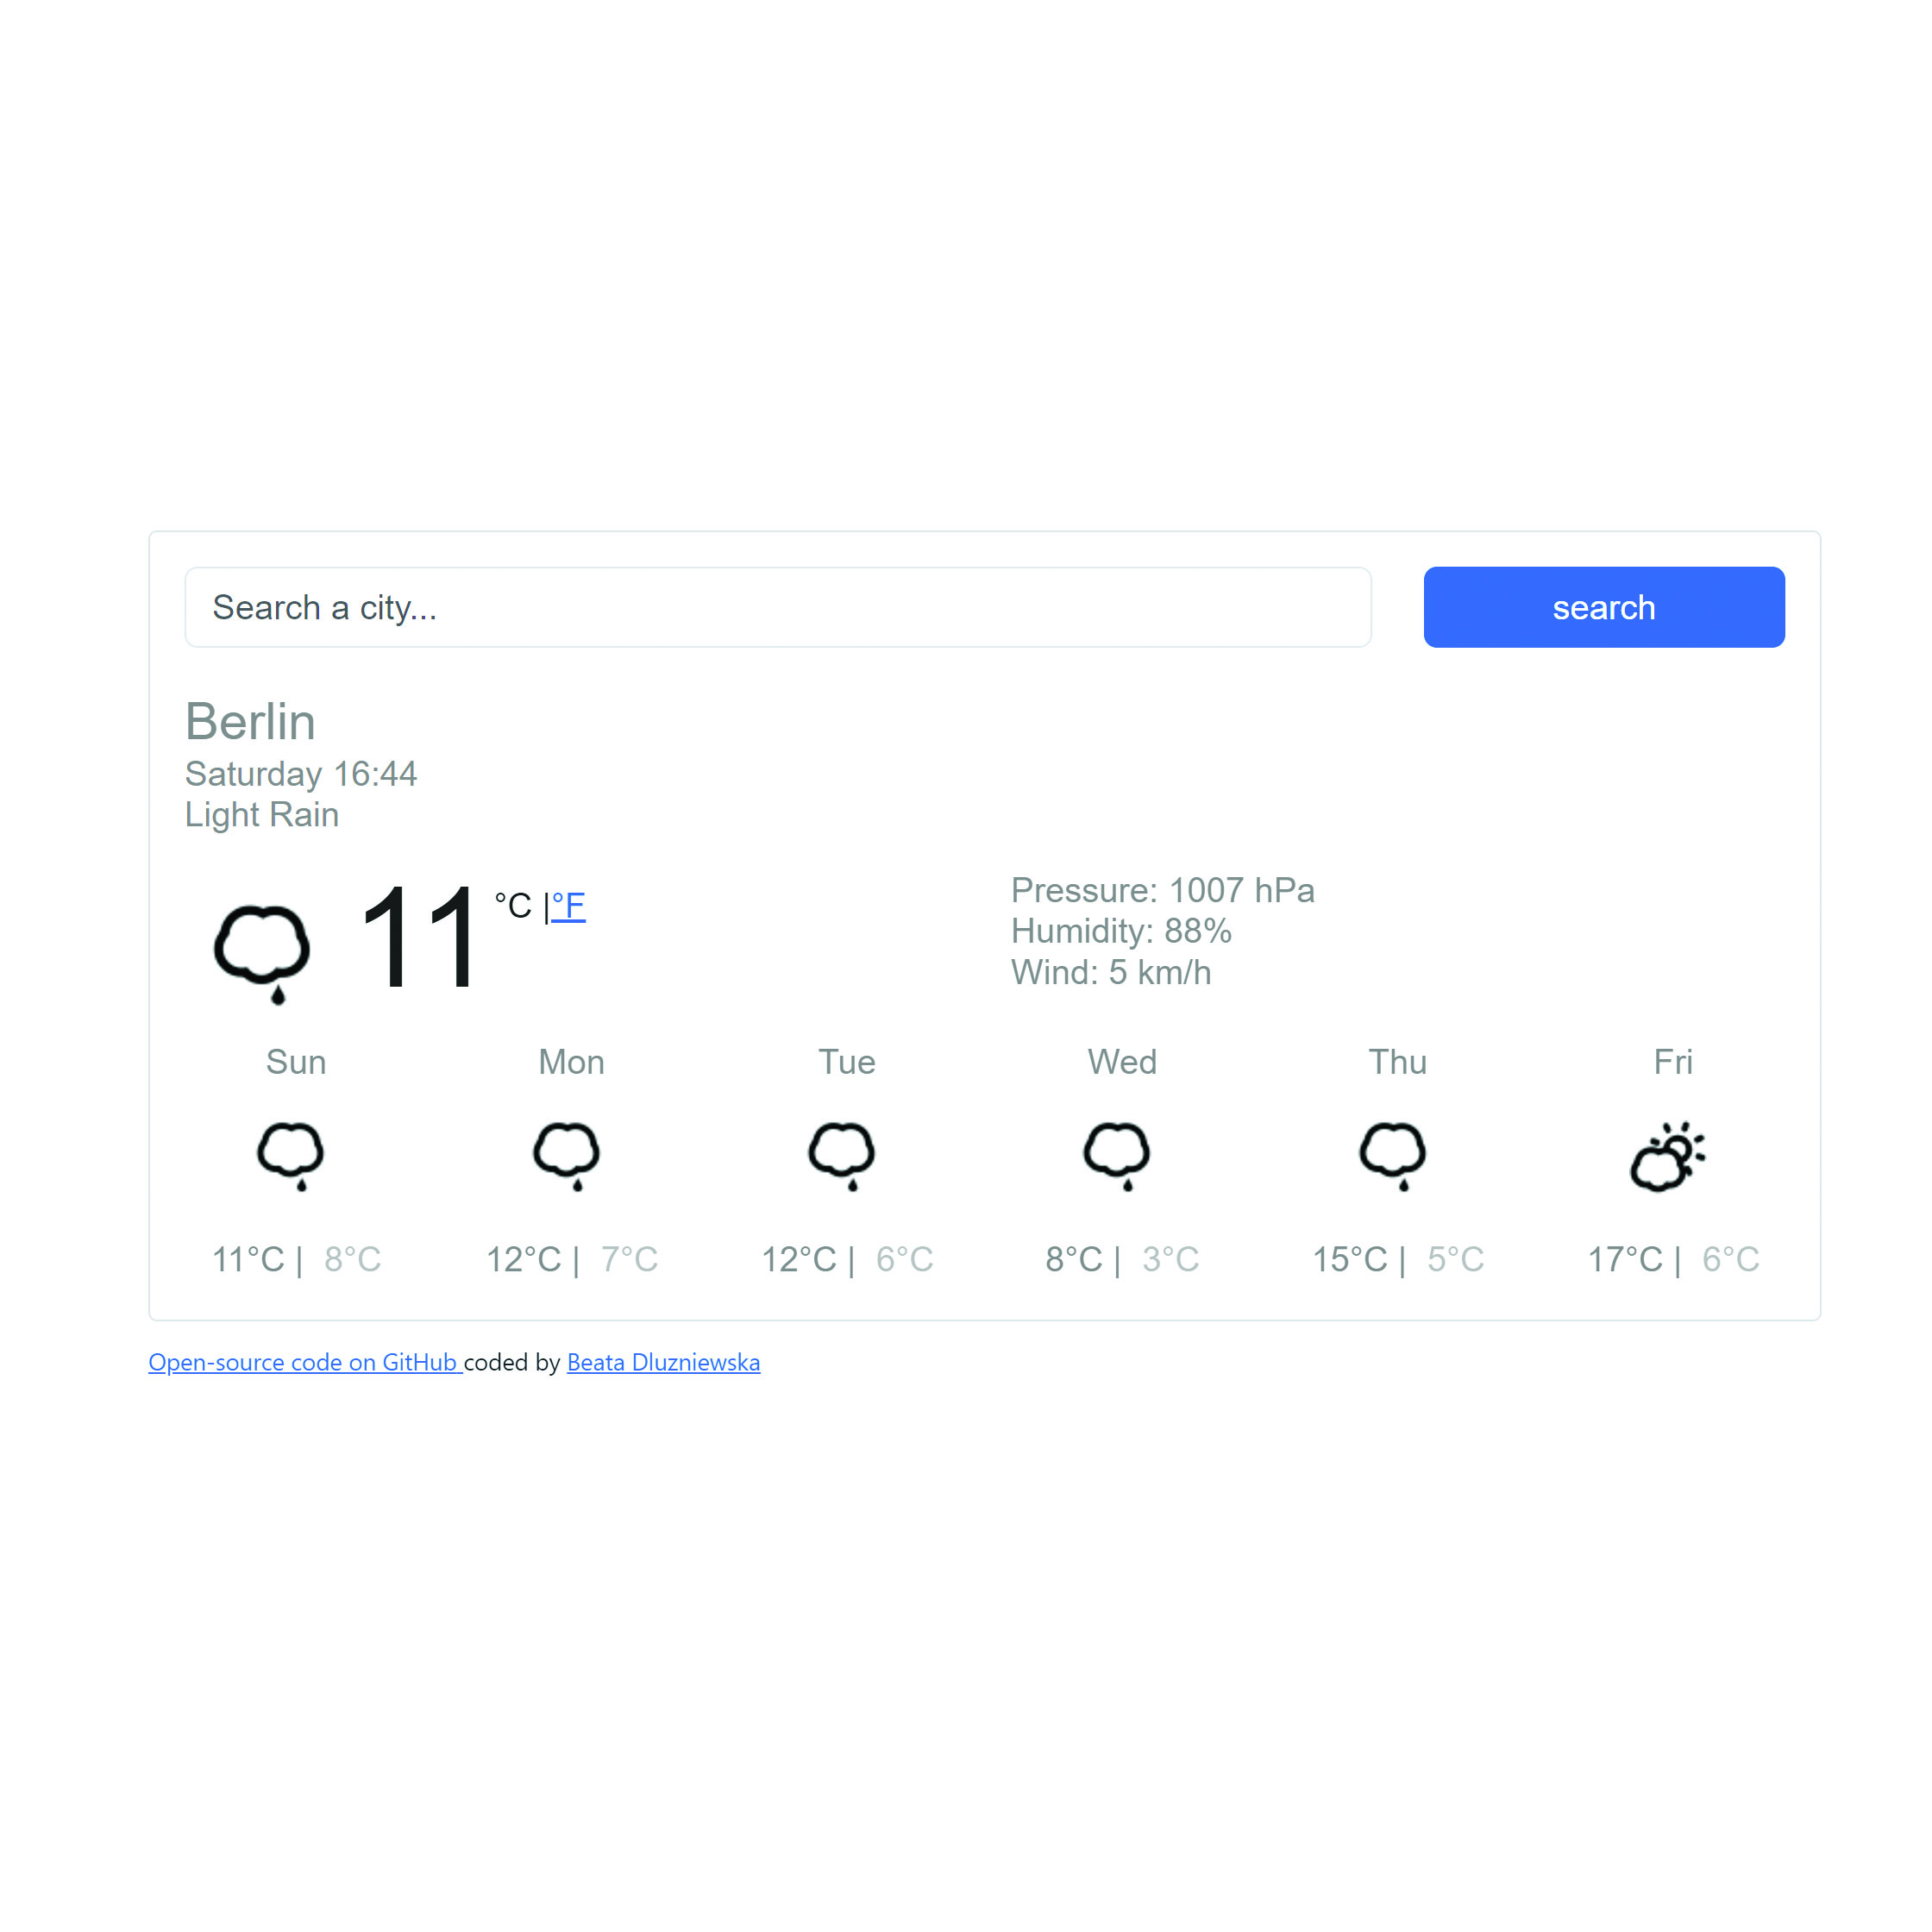 Search a city...
search
Berlin
Saturday 16:44
Light Rain
11 °C |°F
Pressure: 1007 hPa
Humidity: 88%
Wind: 5 km/h
Sun Mon Tue Wed Thu Fri
11°C | 8°C 12°C | 7°C 12°C | 6°C 8°C | 3°C 15°C | 5°C 17°C | 6°C
Open-source code on GitHub coded by Beata Dluzniewska